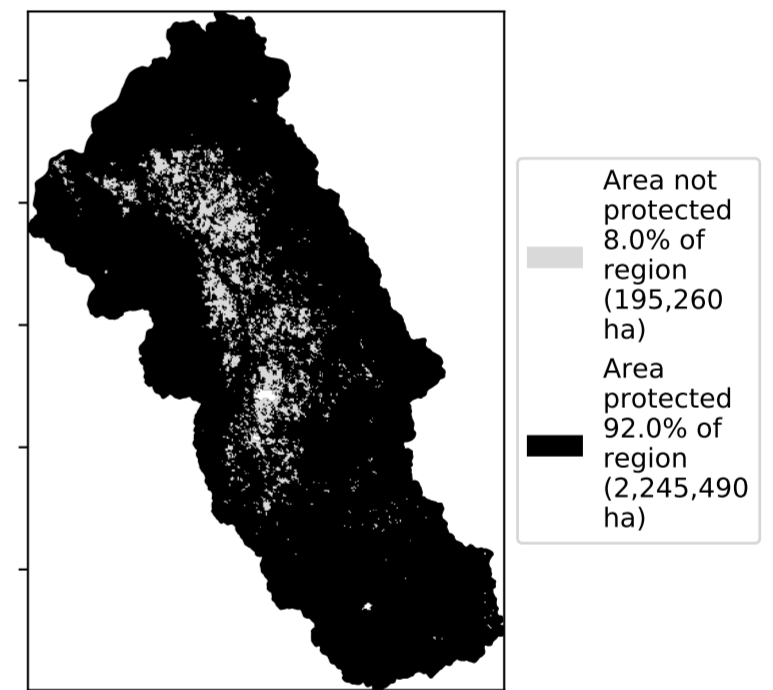 Area not
protected
8.0% of
region
(195,260
ha)
Area
protected
92.0% of
region
(2,245,490
ha)